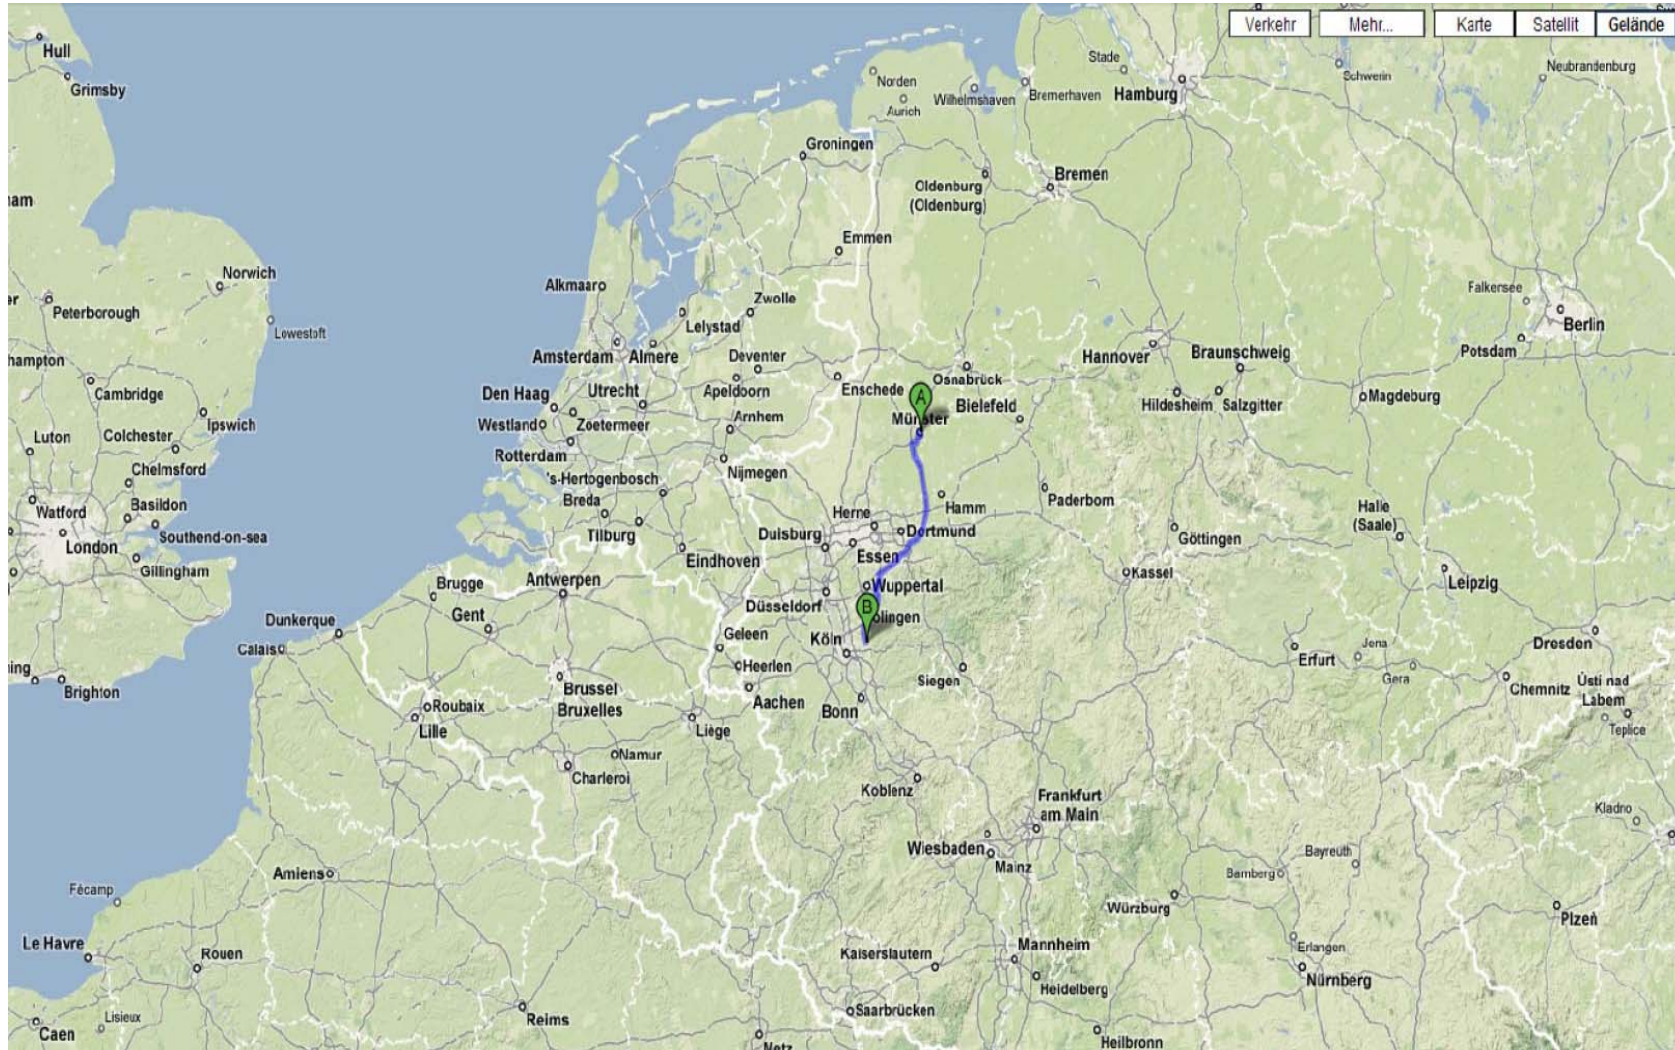 Verkehr
Mehr...
Karte
Satellit
Gelände
Hull
Grimsby
Norden
Aurich
Wilhelmshaven
Bremerhaven
Stade
Hamburg
Schwerin
Neubrandenburg
Groningen
Oldenburg
(Oldenburg)
Bremen
Emmen
Norwich
Peterborough
Lowestoft
Alkmaar
Zwolle
Lelystad
Falkensee
Berlin
Potsdam
Amsterdam
Almere
Deventer
Hannover
Braunschweig
Cambridge
Den Haag
Utrecht
Apeldoorn
Enschede
Osnabrück
A
Hildesheim
Salzgitter
Magdeburg
Ipswich
Westland
Zoetermeer
Arnhem
Münster
Bielefeld
Luton
Colchester
Rotterdam
Chelmsford
Nijmegen
's-Hertogenbosch
Breda
Paderborn
Watford
Basildon
Herne
Hamm
Halle
(Saale)
London
Southend-on-sea
Tilburg
Duisburg
Dortmund
Göttingen
Gillingham
Essen
Eindhoven
Brugge
Antwerpen
Wuppertal
Kassel
Leipzig
Düsseldorf
B
olingen
Dunkerque
Gent
Geleen
Köln
Calais
Heerlen
Erfurt
Jena
Dresden
Gera
Brighton
Brussel
Bruxelles
Aachen
Siegen
Bonn
Chemnitz
Ústí nad
Labem
Roubaix
Lille
Liège
Teplice
Namur
Charleroi
Koblenz
Frankfurt
am Main
Kladno
Wiesbaden
Mainz
Bayreuth
Amiens
Bamberg
Fécamp
Würzburg
Plzeň
Le Havre
Rouen
Kaiserslautern
Mannheim
Erlangen
Heidelberg
Nürnberg
Caen
Lisieux
Reims
Saarbrücken
Heilbronn
Metz